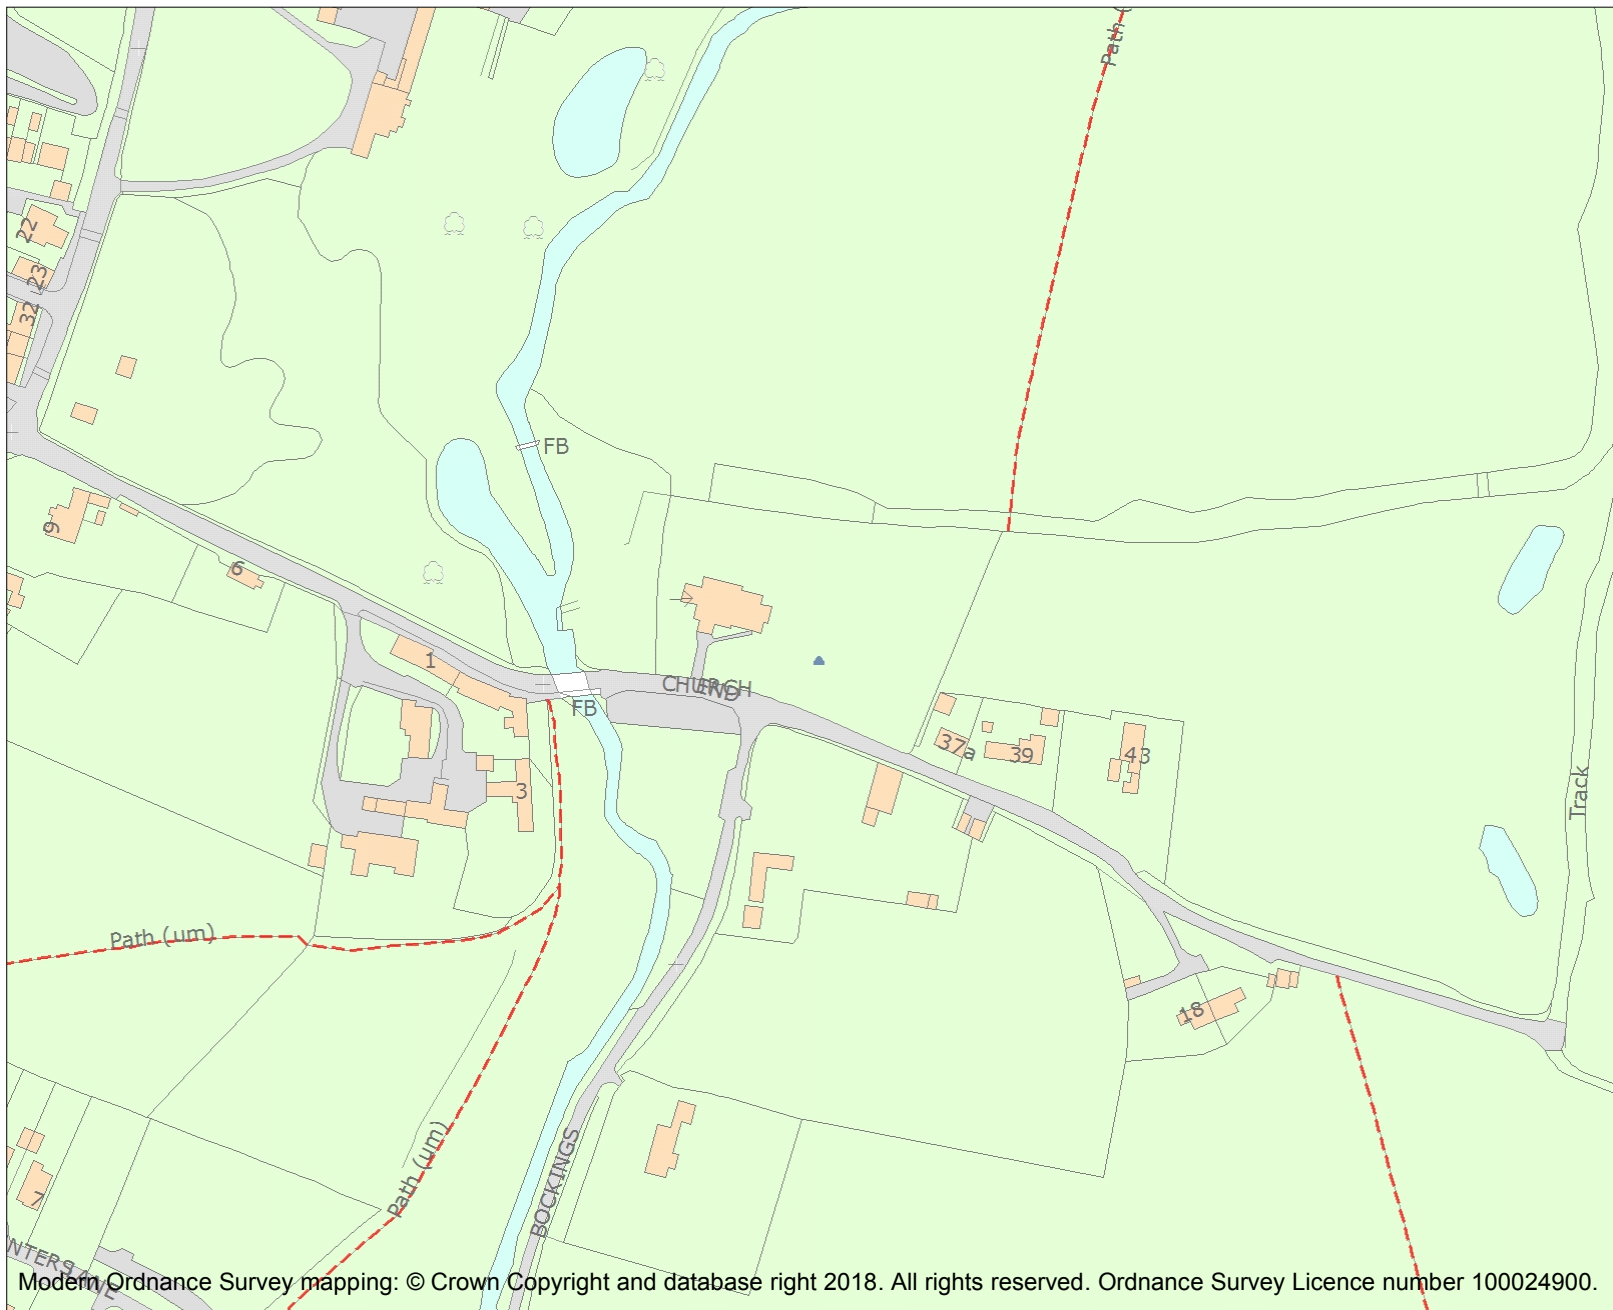 Path (
22
23
32
FB
9
6
1
CHURCH
END
FB
37a
39
43
3
Track
Path (um)
18
Path (um)
BOCKINGS
7
NTERS LANE
Modern Ordnance Survey mapping: © Crown Copyright and database right 2018. All rights reserved. Ordnance Survey Licence number 100024900.